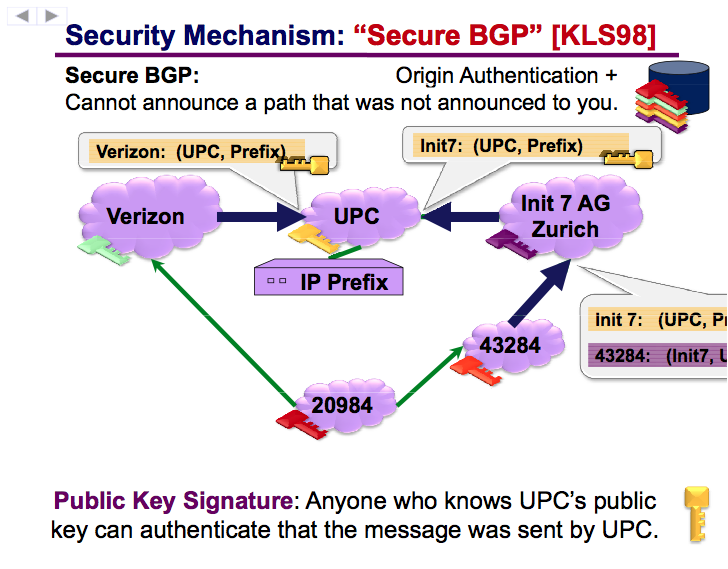 Security Mechanism: “Secure BGP” [KLS98]
Secure BGP: Origin Authentication +
Cannot announce a path that was not announced to you.
Verizon: (UPC, Prefix)
Init7: (UPC, Prefix)
Verizon
UPC
Init 7 AG
Zurich
IP Prefix
Init 7: (UPC,
43284: (Init7,
43284
20984
Public Key Signature: Anyone who knows UPC’s public
key can authenticate that the message was sent by UPC.